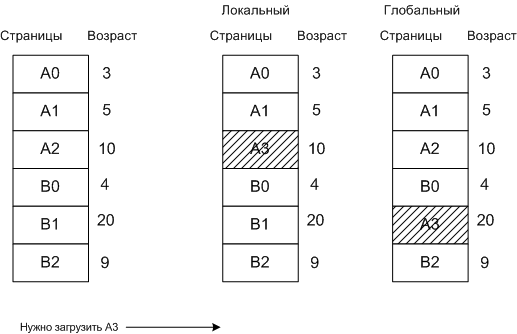 Локальный Глобальный
Страницы Возраст Страницы Возраст Страницы Возраст
A0 3 A0 3 A0 3
A1 5 A1 5 A1 5
A2 10 A3 10 A2 10
B0 4 B0 4 B0 4
B1 20 B1 20 A3 20
B2 9 B2 9 B2 9
Нужно загрузить A3